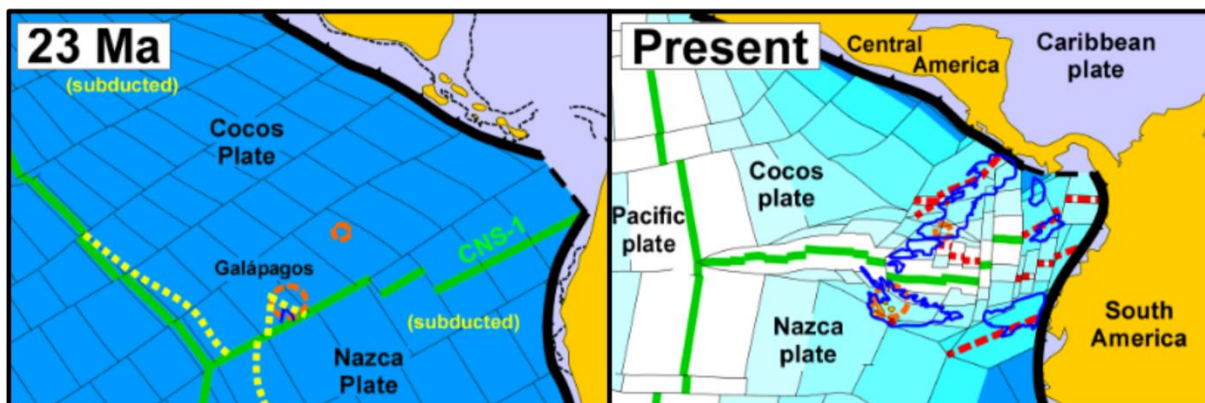 23 Ma
(subducted)
Cocos
Plate
CNS-1
Galápagos
(subducted)
Nazca
Plate
Present
Central
America
Caribbean
plate
Cocos
plate
Pacific
plate
Nazca
plate
South
America